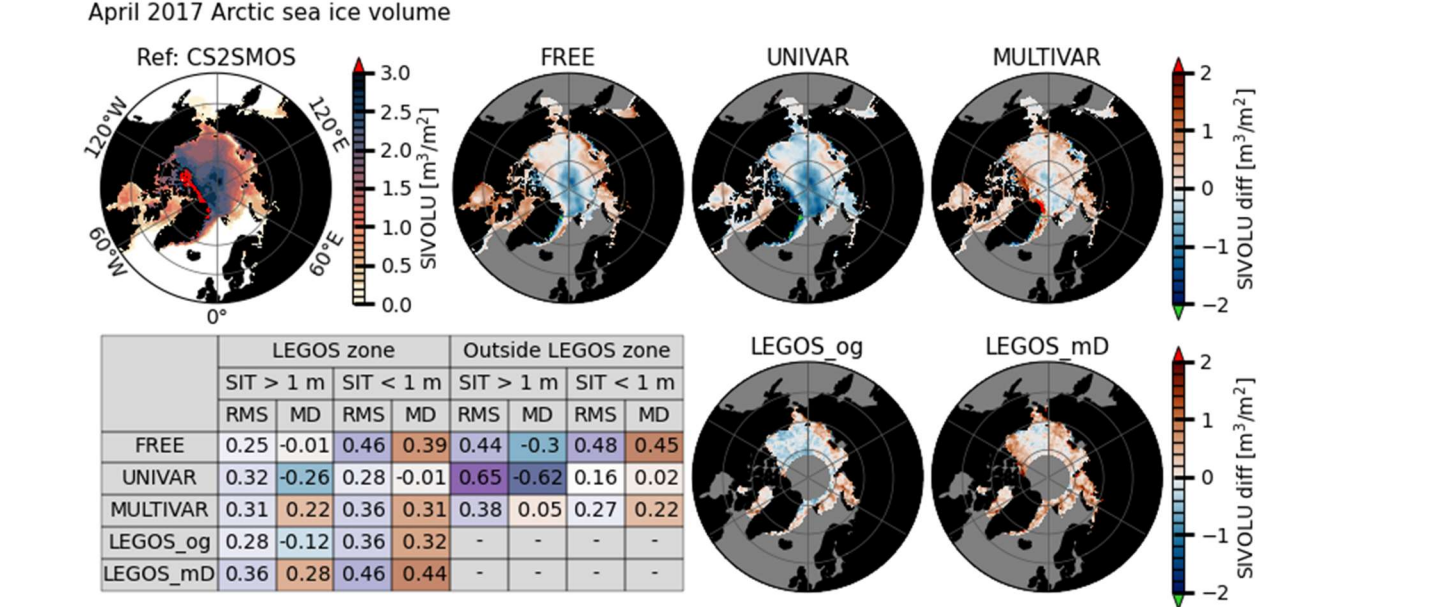 April 2017 Arctic sea ice volume
Ref: CS2SMOS
FREE
UNIVAR
MULTIVAR
120°W
120°E
60°W
60°E
0°
3.0
2.5
2.0
1.5
1.0
0.5
0.0
SIVOLU [m³/m²]
2
1
0
−1
−2
SIVOLU diff [m³/m²]
LEGOS zone Outside LEGOS zone
SIT > 1 m SIT < 1 m SIT > 1 m SIT < 1 m
RMS MD RMS MD RMS MD RMS MD
FREE 0.25 -0.01 0.46 0.39 0.44 -0.3 0.48 0.45
UNIVAR 0.32 -0.26 0.28 -0.01 0.65 -0.62 0.16 0.02
MULTIVAR 0.31 0.22 0.36 0.31 0.38 0.05 0.27 0.22
LEGOS_og 0.28 -0.12 0.36 0.32 - - - -
LEGOS_mD 0.36 0.28 0.46 0.44 - - - -
LEGOS_og
LEGOS_mD
2
1
0
−1
−2
SIVOLU diff [m³/m²]